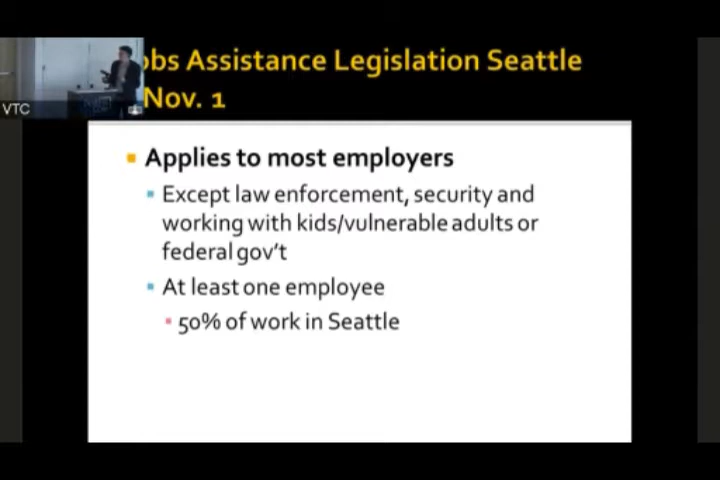 obs Assistance Legislation Seattle
Nov. 1
VTC
Applies to most employers
Except law enforcement, security and
working with kids/vulnerable adults or
federal gov't
At least one employee
50% of work in Seattle